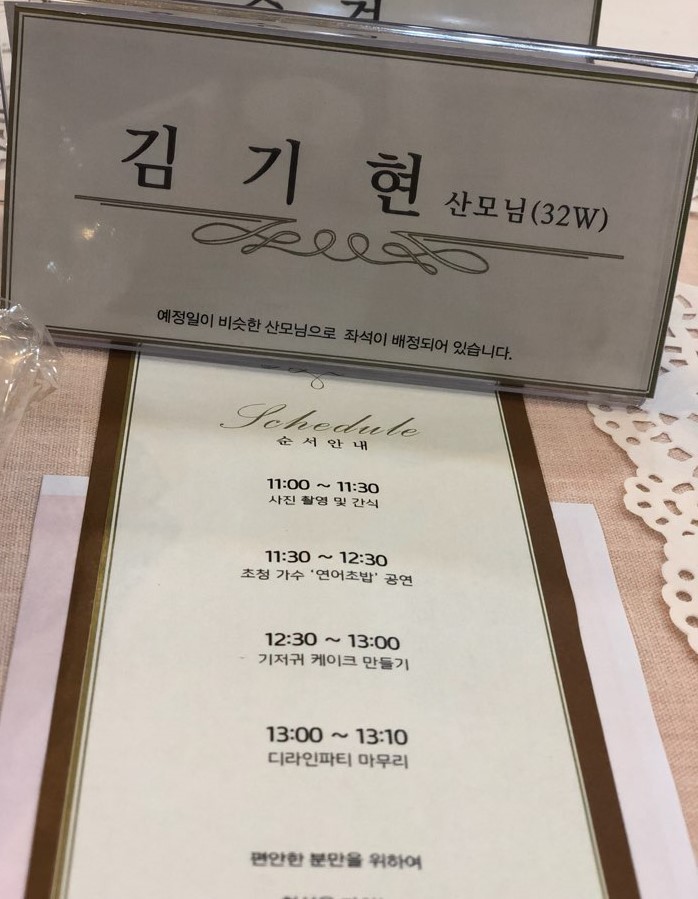 김 기 현 산모님(32W)
예정일이 비슷한 산모님으로 좌석이 배정되어 있습니다.
Schedule
순 서 안 내
11:00 ~ 11:30
사진 촬영 및 간식
11:30 ~ 12:30
초청 가수 '연어초밥' 공연
12:30 ~ 13:00
기저귀 케이크 만들기
13:00 ~ 13:10
디라인파티 마무리
편안한 분만을 위하여